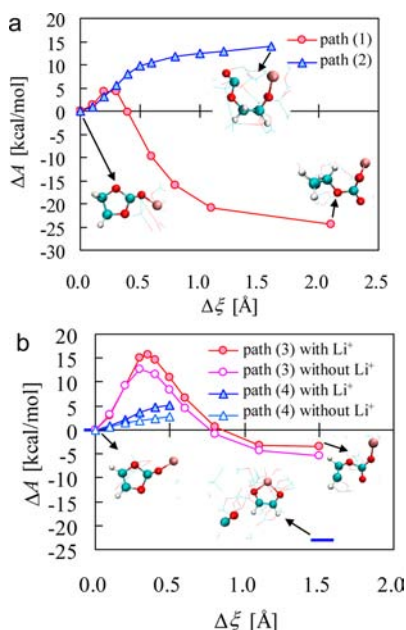 a
ΔA [kcal/mol]
20
15
10
5
0
-5
-10
-15
-20
-25
-30
path (1)
path (2)
0.0 0.5 1.0 1.5 2.0 2.5
Δξ [Å]
b
ΔA [kcal/mol]
20
15
10
5
0
-5
-10
-15
-20
-25
path (3) with Li⁺
path (3) without Li⁺
path (4) with Li⁺
path (4) without Li⁺
0.0 0.5 1.0 1.5 2.0
Δξ [Å]